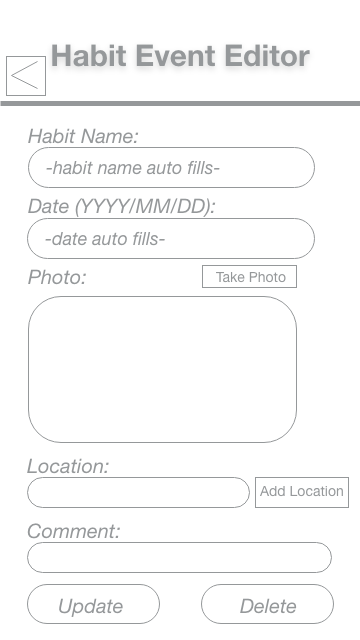 Habit Event Editor
Habit Name:
-habit name auto fills-
Date (YYYY/MM/DD):
-date auto fills-
Photo:
Take Photo
Location:
Add Location
Comment:
Update
Delete